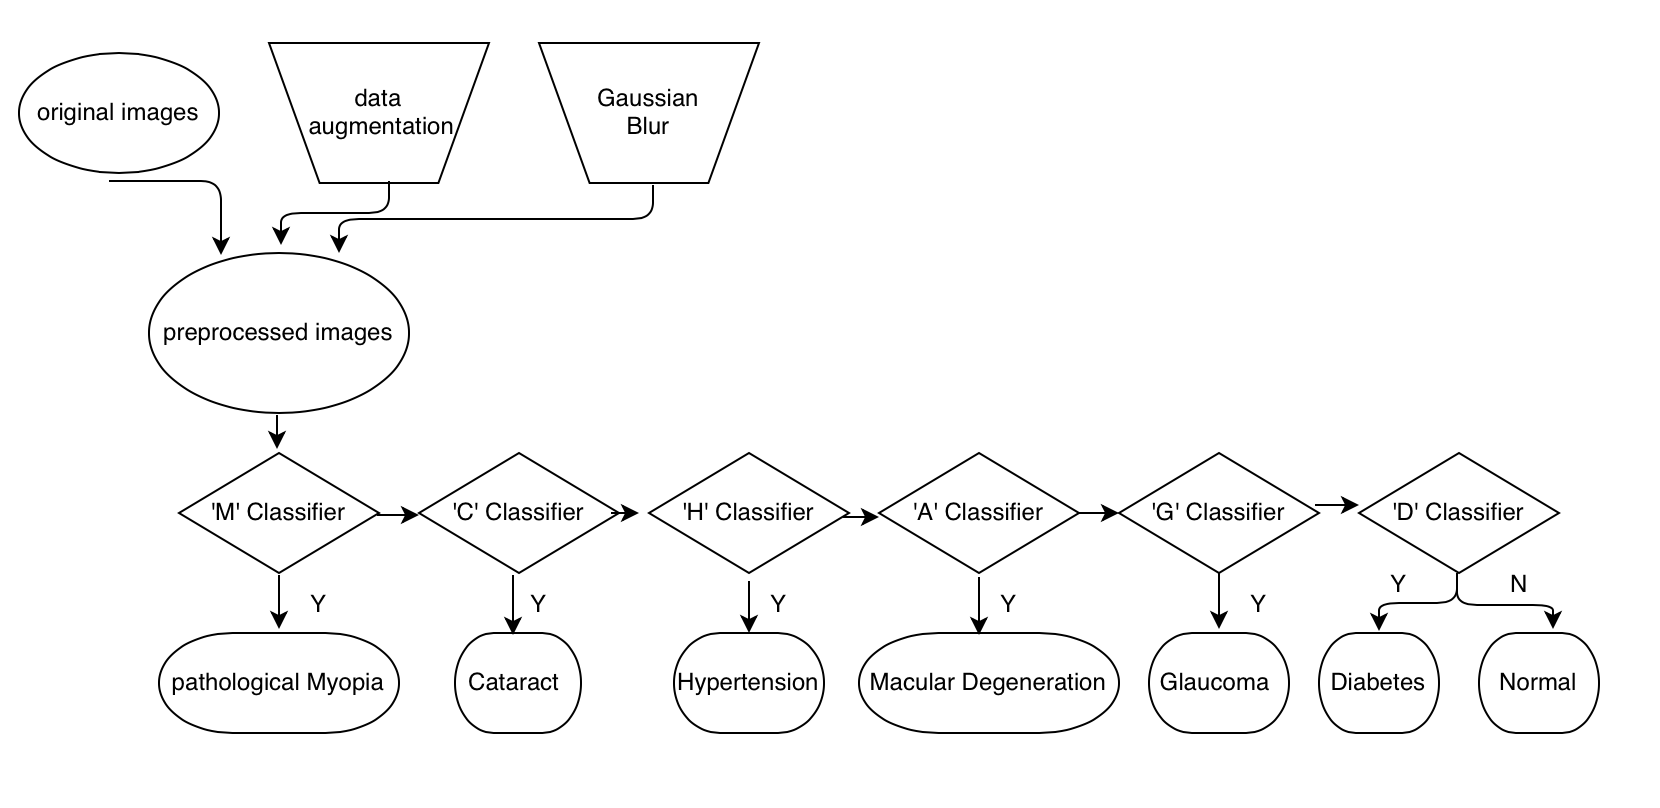 original images
data
augmentation
Gaussian
Blur
preprocessed images
'M' Classifier
'C' Classifier
'H' Classifier
'A' Classifier
'G' Classifier
'D' Classifier
Y
Y
Y
Y
Y
Y
N
pathological Myopia
Cataract
Hypertension
Macular Degeneration
Glaucoma
Diabetes
Normal